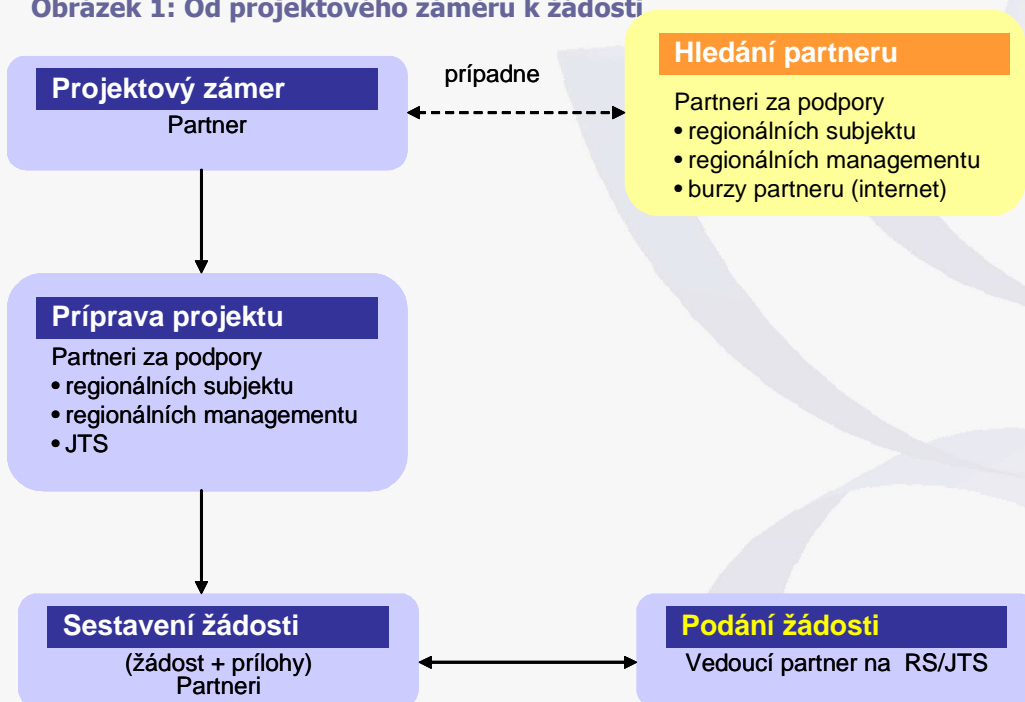 Obrázek 1: Od projektového záměru k žádosti
Projektový zámer
Partner
prípadne
Hledání partneru
Partneri za podpory
• regionálních subjektu
• regionálních managementu
• burzy partneru (internet)
Príprava projektu
Partneri za podpory
• regionálních subjektu
• regionálních managementu
• JTS
Sestavení žádosti
(žádost + prílohy)
Partneri
Podání žádosti
Vedoucí partner na RS/JTS